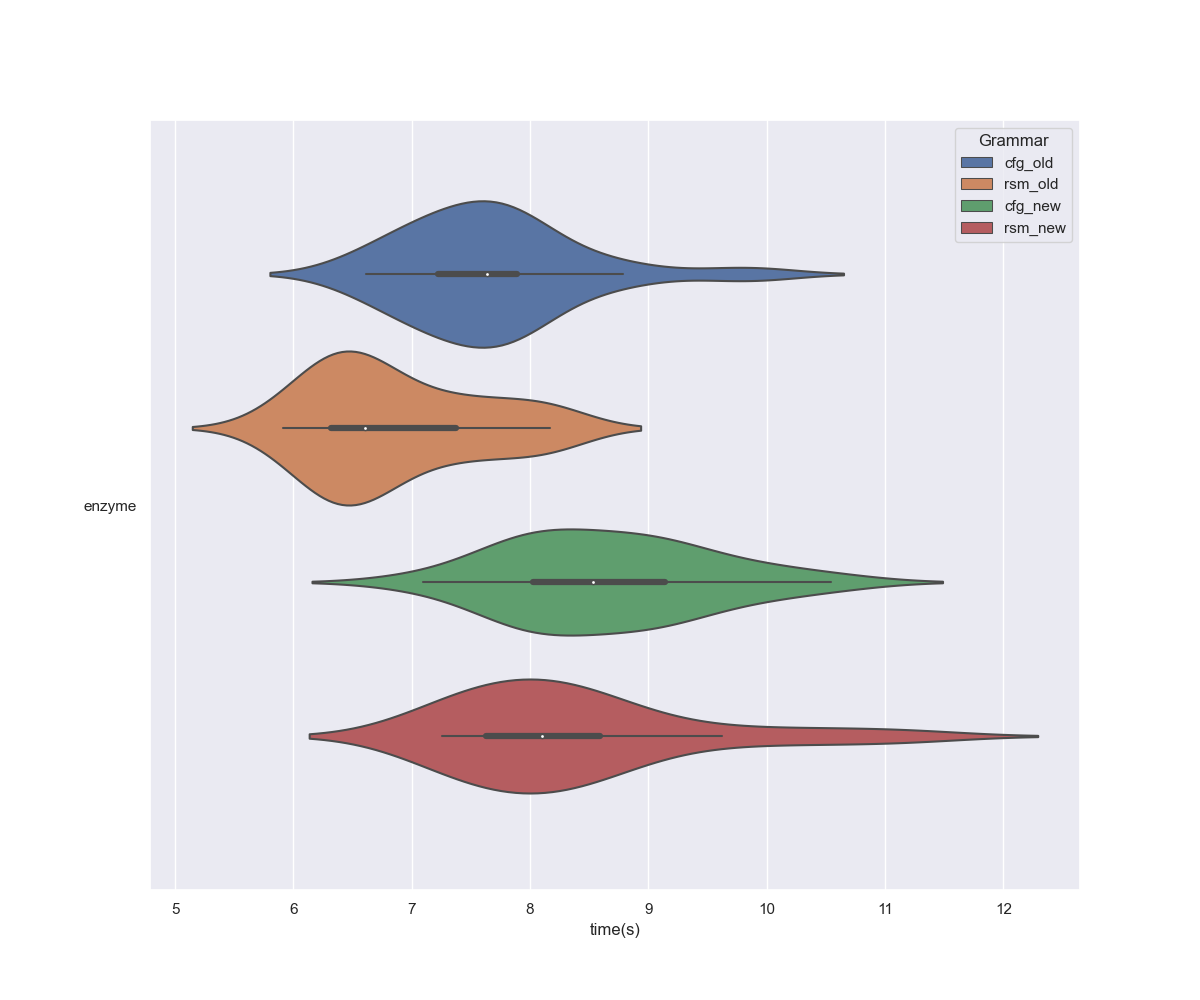 Grammar
cfg_old
rsm_old
cfg_new
rsm_new
enzyme
5 6 7 8 9 10 11 12
time(s)